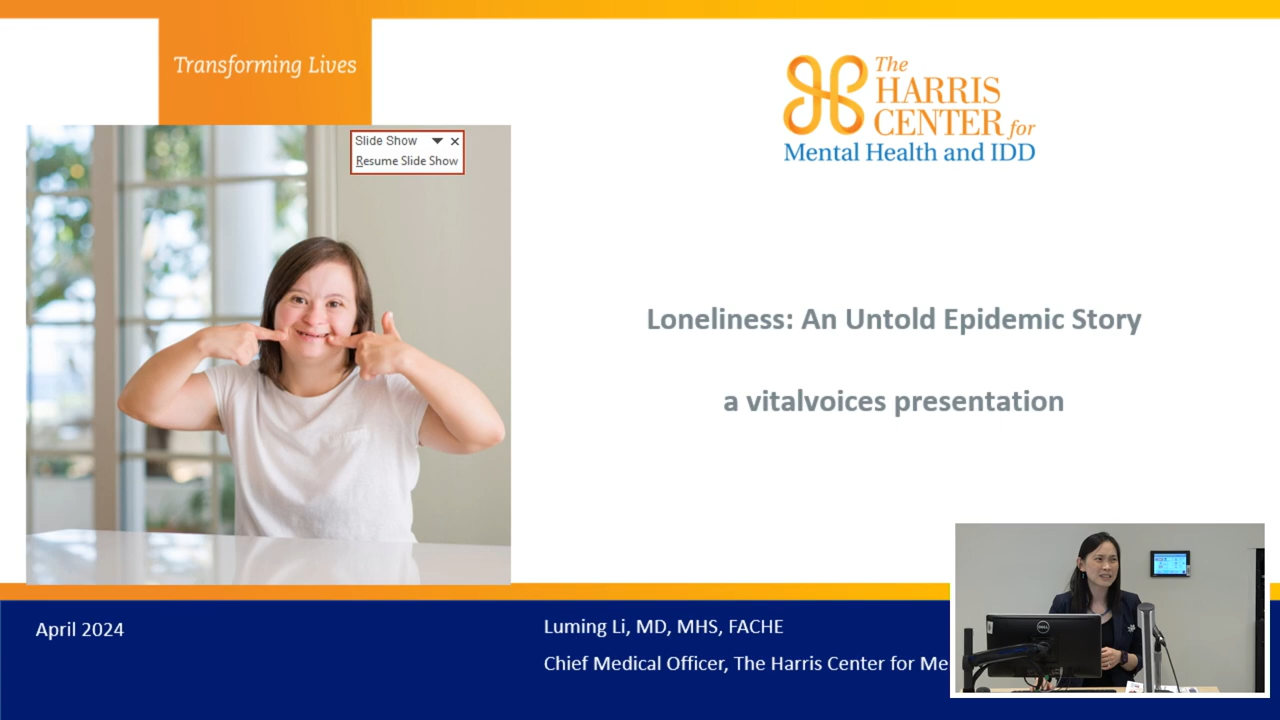 Transforming Lives
The
HARRIS
CENTER for
Mental Health and IDD
Slide Show
Resume Slide Show
Loneliness: An Untold Epidemic Story
a vitalvoices presentation
April 2024
Luming Li, MD, MHS, FACHE
Chief Medical Officer, The Harris Center for Me
DELL